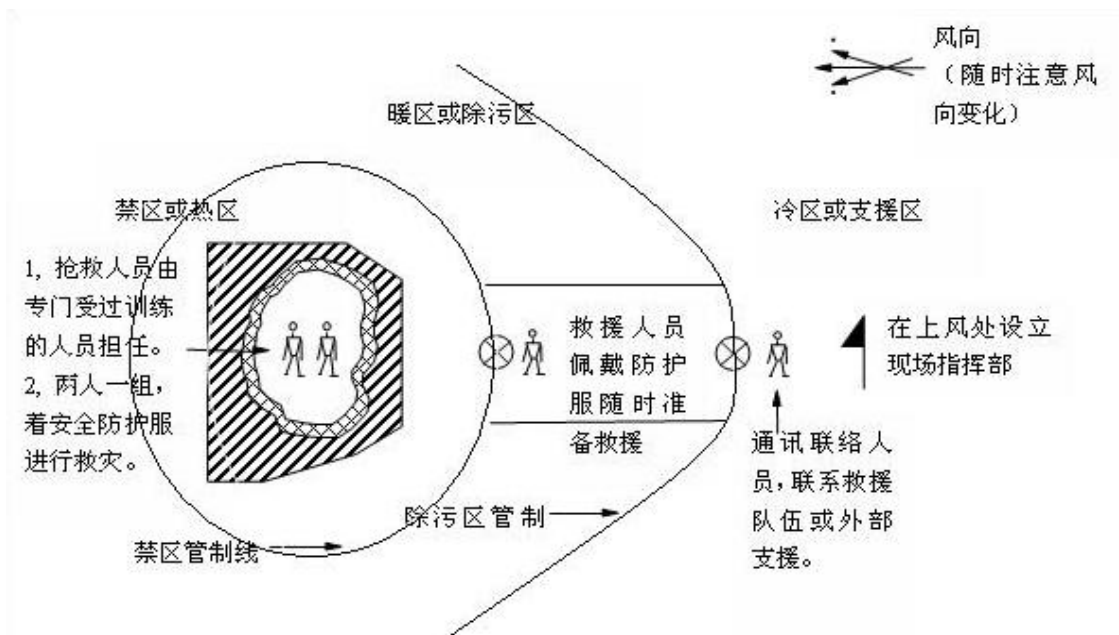 风向
（随时注意风
向变化）
暖区或除污区
禁区或热区
冷区或支援区
1, 抢救人员由
专门受过训练
的人员担任。
2, 两人一组，
着安全防护服
进行救灾。
救援人员
佩戴防护
服随时准
备救援
在上风处设立
现场指挥部
通讯联络人
员，联系救援
队伍或外部
支援。
除污区管制
禁区管制线